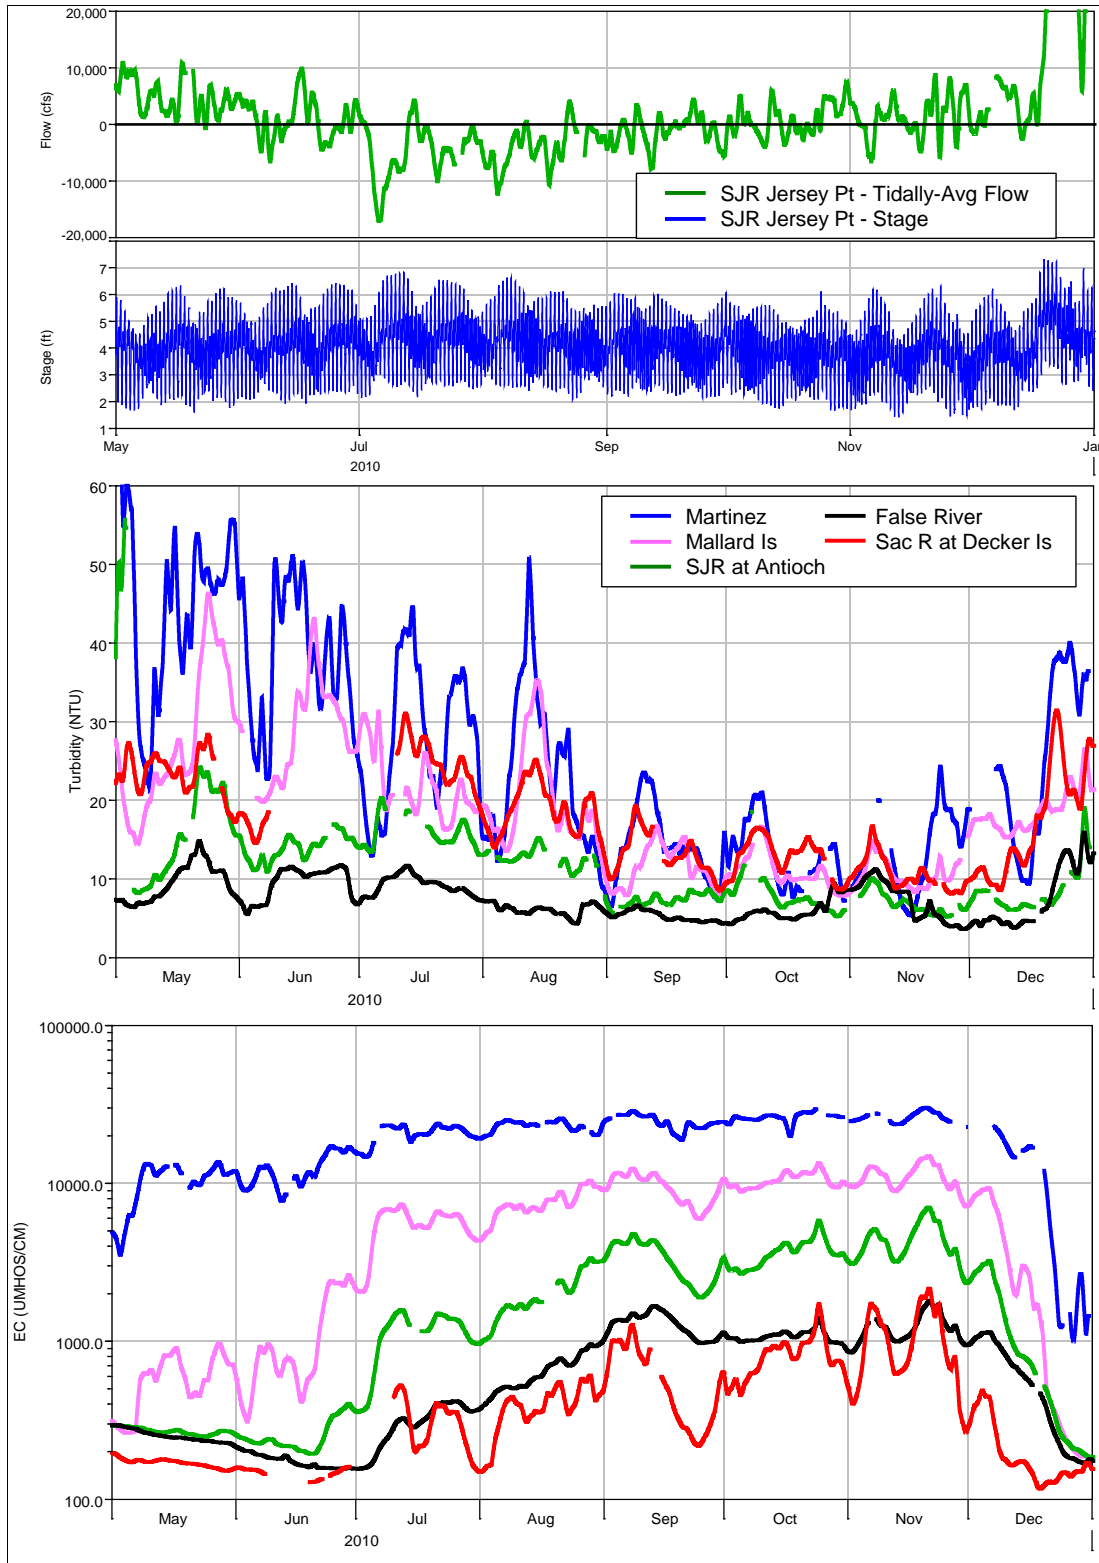 20,000
10,000
0
-10,000
-20,000
Flow (cfs)
SJR Jersey Pt - Tidally-Avg Flow
SJR Jersey Pt - Stage
7
6
5
4
3
2
1
Stage (ft)
May Jul Sep Nov Jan
2010
60
50
40
30
20
10
0
Turbidity (NTU)
Martinez False River
Mallard Is Sac R at Decker Is
SJR at Antioch
May Jun Jul Aug Sep Oct Nov Dec
2010
100000.0
10000.0
1000.0
100.0
EC (UMHOS/CM)
May Jun Jul Aug Sep Oct Nov Dec
2010